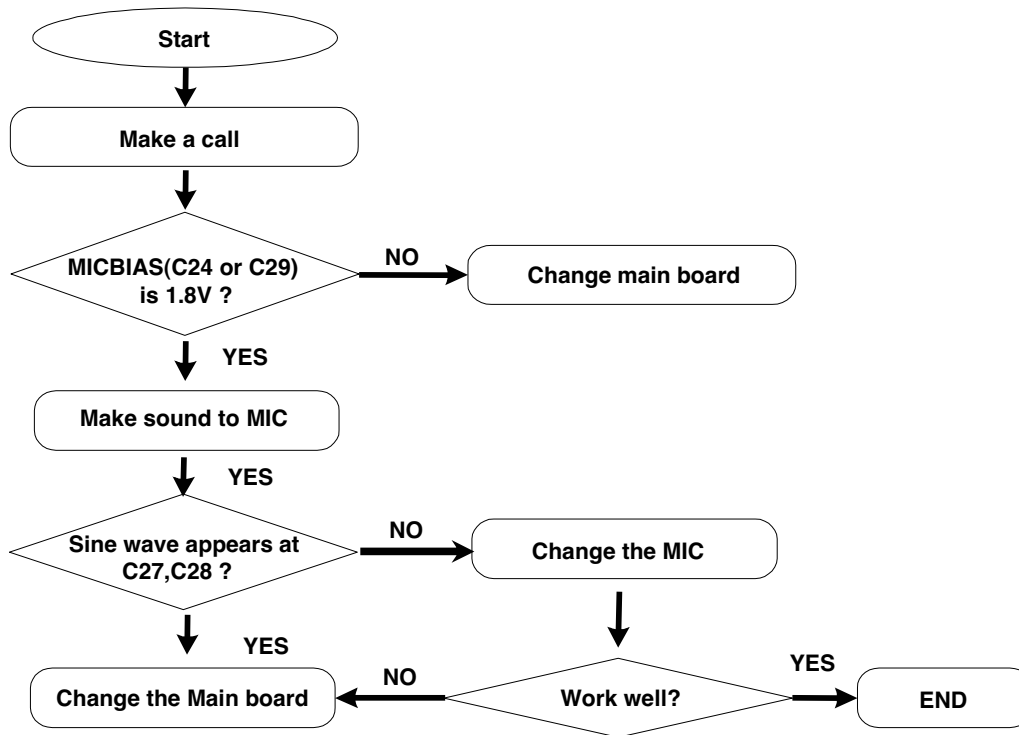 Start
Make a call
MICBIAS(C24 or C29)
is 1.8V ?
NO
Change main board
YES
Make sound to MIC
YES
Sine wave appears at
C27,C28 ?
NO
Change the MIC
YES
Change the Main board
NO
Work well?
YES
END